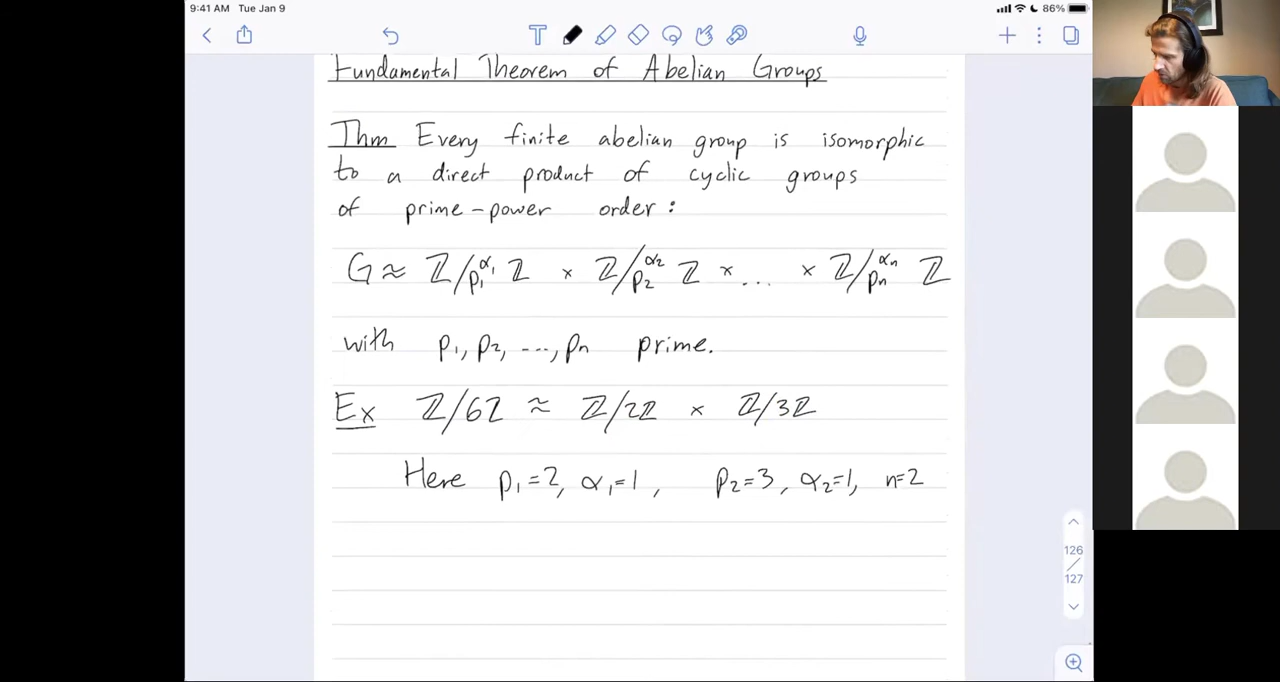 9:41 AM Tue Jan 9
86%
Fundamental Theorem of Abelian Groups
Thm Every finite abelian group is isomorphic
to a direct product of cyclic groups
of prime-power order:
G ≈ ℤ/p₁^α₁ ℤ × ℤ/p₂^α₂ ℤ × ... × ℤ/pₙ^αₙ ℤ
with p₁, p₂, ..., pₙ prime.
Ex ℤ/6ℤ ≈ ℤ/2ℤ × ℤ/3ℤ
Here p₁=2, α₁=1, p₂=3, α₂=1, n=2
126
/
127